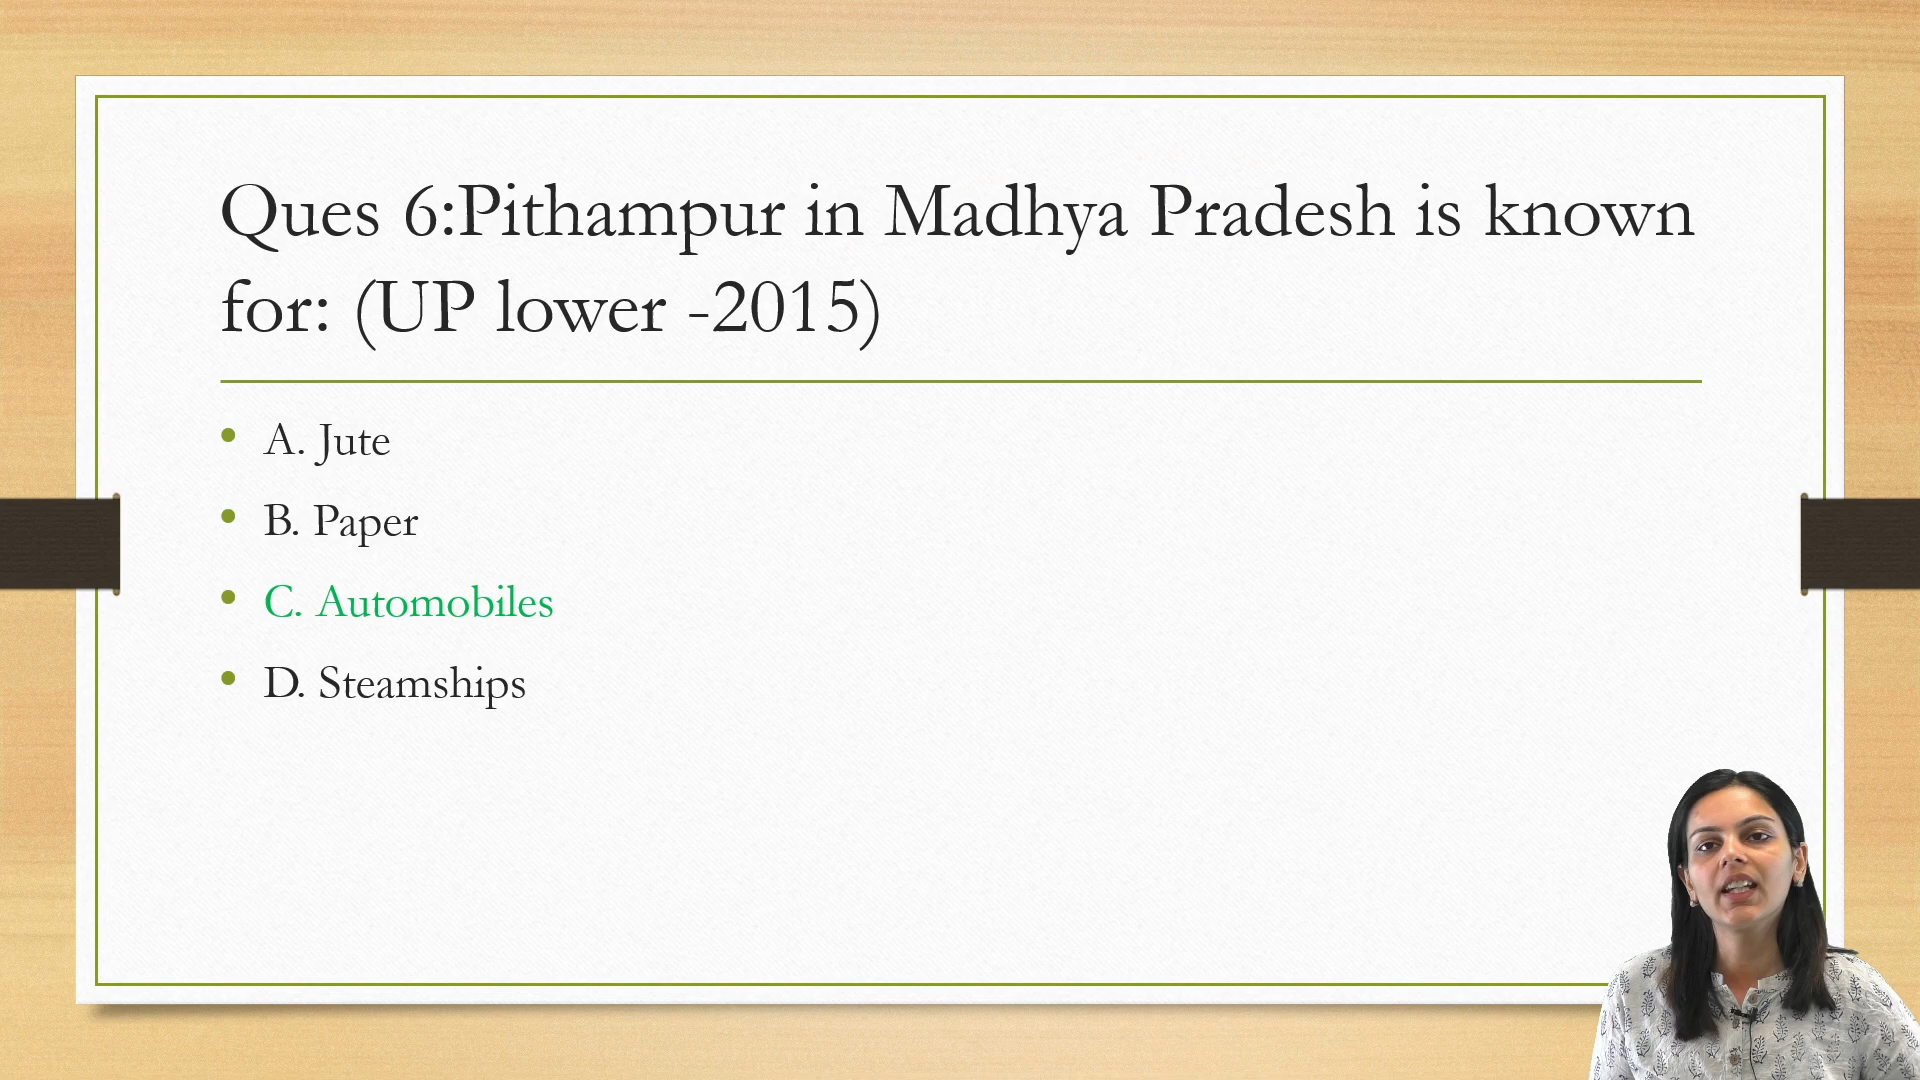 Ques 6:Pithampur in Madhya Pradesh is known
for: (UP lower -2015)
• A. Jute
• B. Paper
• C. Automobiles
• D. Steamships